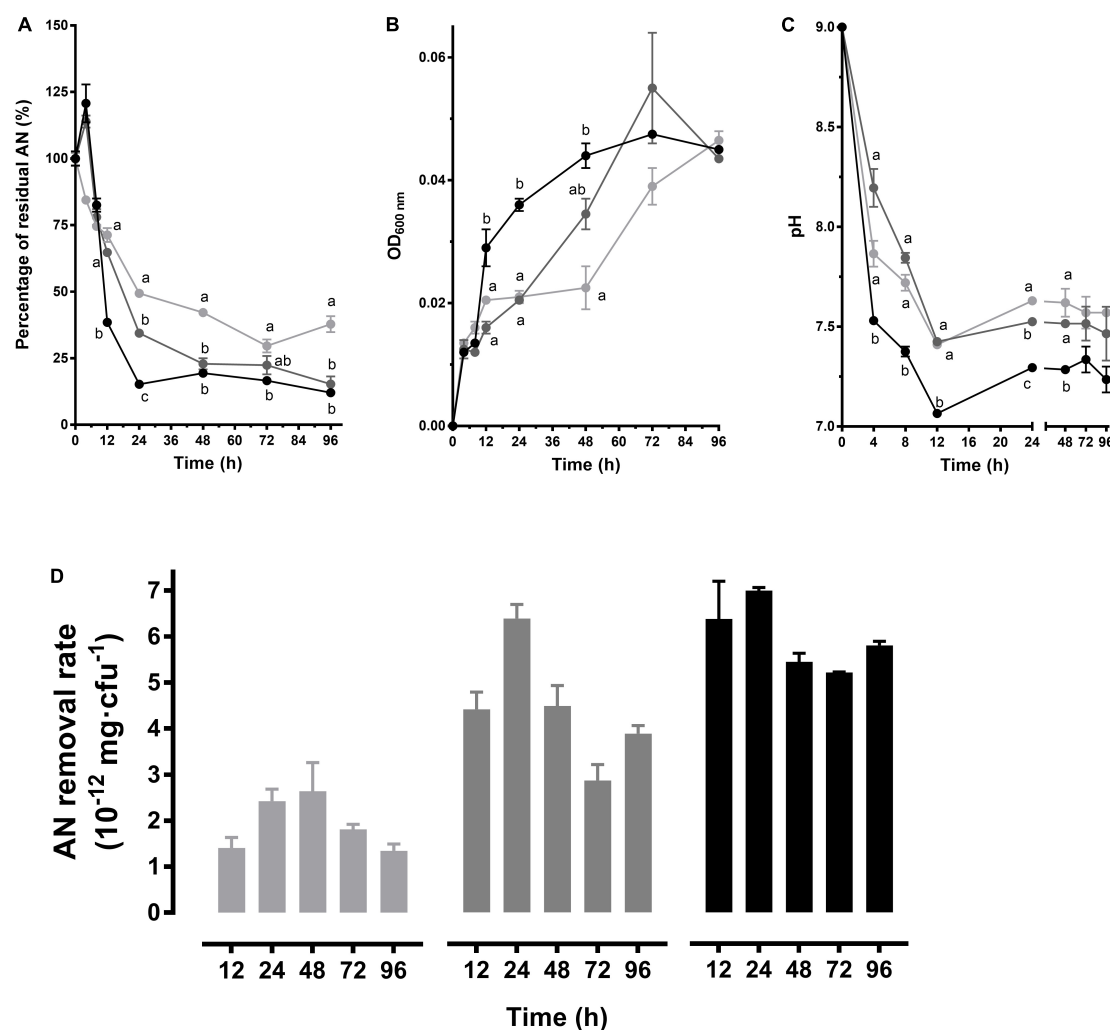 A
Percentage of residual AN (%)
150
125
100
75
50
25
0
a
a
a
a
a
a
b
b
b
ab
b
b
c
b
b
b
0 12 24 36 48 60 72 84 96
Time (h)
B
OD600 nm
0.06
0.04
0.02
0.00
b
b
b
ab
a
a
a
a
a
0 12 24 36 48 60 72 84 96
Time (h)
C
pH
9.0
8.5
8.0
7.5
7.0
a
a
a
a
b
b
a
a
a
a
b
b
a
c
b
0 4 8 12 16 20 24 48 72 96
Time (h)
D
AN removal rate
(10-12 mg·cfu-1)
7
6
5
4
3
2
1
0
12 24 48 72 96 12 24 48 72 96 12 24 48 72 96
Time (h)